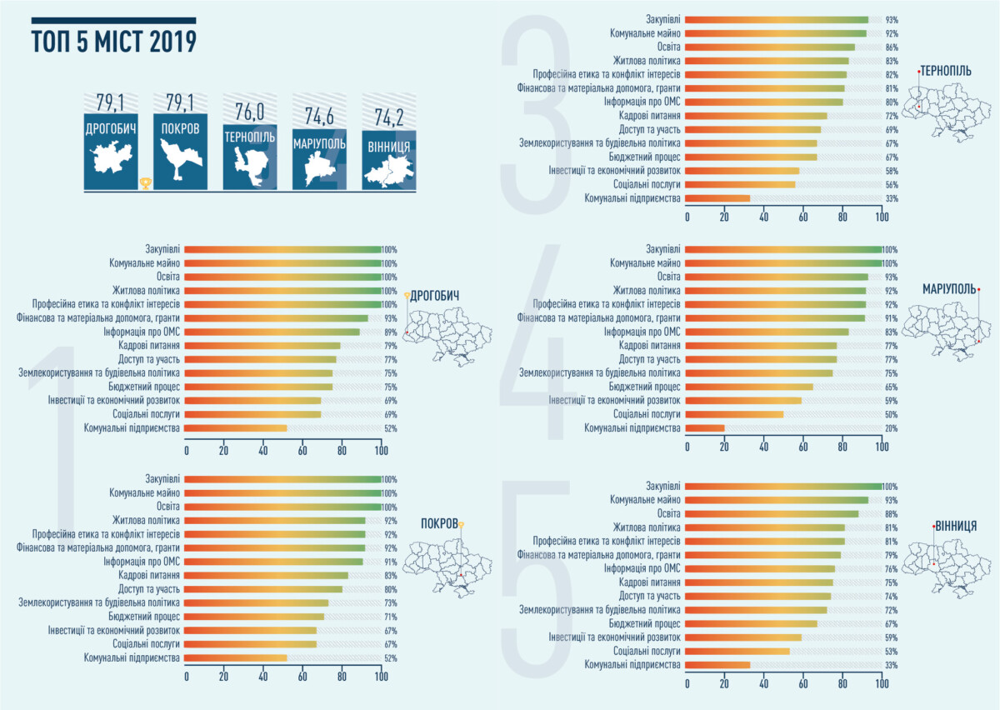 ТОП 5 МІСТ 2019
79,1
79,1
76,0
74,6
74,2
ДРОГОБИЧ
ПОКРОВ
ТЕРНОПІЛЬ
МАРІУПОЛЬ
ВІННИЦЯ
3
4
5
1
Закупівлі 100%
Комунальне майно 100%
Освіта 100%
Житлова політика 100%
Професійна етика та конфлікт інтересів 100%
Фінансова та матеріальна допомога, гранти 93%
Інформація про ОМС 89%
Кадрові питання 79%
Доступ та участь 77%
Землекористування та будівельна політика 75%
Бюджетний процес 75%
Інвестиції та економічний розвиток 69%
Соціальні послуги 69%
Комунальні підприємства 52%
0 20 40 60 80 100
ДРОГОБИЧ
Закупівлі 100%
Комунальне майно 100%
Освіта 100%
Житлова політика 92%
Професійна етика та конфлікт інтересів 92%
Фінансова та матеріальна допомога, гранти 92%
Інформація про ОМС 91%
Кадрові питання 83%
Доступ та участь 80%
Землекористування та будівельна політика 73%
Бюджетний процес 71%
Інвестиції та економічний розвиток 67%
Соціальні послуги 67%
Комунальні підприємства 52%
0 20 40 60 80 100
ПОКРОВ
3
Закупівлі 93%
Комунальне майно 92%
Освіта 86%
Житлова політика 83%
Професійна етика та конфлікт інтересів 82%
Фінансова та матеріальна допомога, гранти 81%
Інформація про ОМС 80%
Кадрові питання 72%
Доступ та участь 69%
Землекористування та будівельна політика 67%
Бюджетний процес 67%
Інвестиції та економічний розвиток 58%
Соціальні послуги 56%
Комунальні підприємства 33%
0 20 40 60 80 100
ТЕРНОПІЛЬ
4
Закупівлі 100%
Комунальне майно 100%
Освіта 93%
Житлова політика 92%
Професійна етика та конфлікт інтересів 92%
Фінансова та матеріальна допомога, гранти 91%
Інформація про ОМС 83%
Кадрові питання 77%
Доступ та участь 77%
Землекористування та будівельна політика 75%
Бюджетний процес 65%
Інвестиції та економічний розвиток 59%
Соціальні послуги 50%
Комунальні підприємства 20%
0 20 40 60 80 100
МАРІУПОЛЬ
5
Закупівлі 100%
Комунальне майно 93%
Освіта 88%
Житлова політика 81%
Професійна етика та конфлікт інтересів 81%
Фінансова та матеріальна допомога, гранти 79%
Інформація про ОМС 76%
Кадрові питання 75%
Доступ та участь 74%
Землекористування та будівельна політика 72%
Бюджетний процес 67%
Інвестиції та економічний розвиток 59%
Соціальні послуги 53%
Комунальні підприємства 33%
0 20 40 60 80 100
ВІННИЦЯ